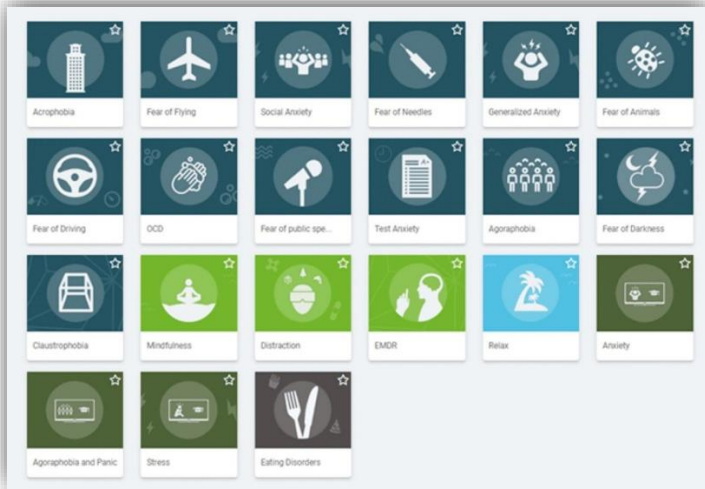 Acrophobia
Fear of Flying
Social Anxiety
Fear of Needles
Generalized Anxiety
Fear of Animals
Fear of Driving
OCD
Fear of public spe...
A+
Test Anxiety
Agoraphobia
Fear of Darkness
Claustrophobia
Mindfulness
Distraction
EMDR
Relax
Anxiety
Agoraphobia and Panic
Stress
Eating Disorders